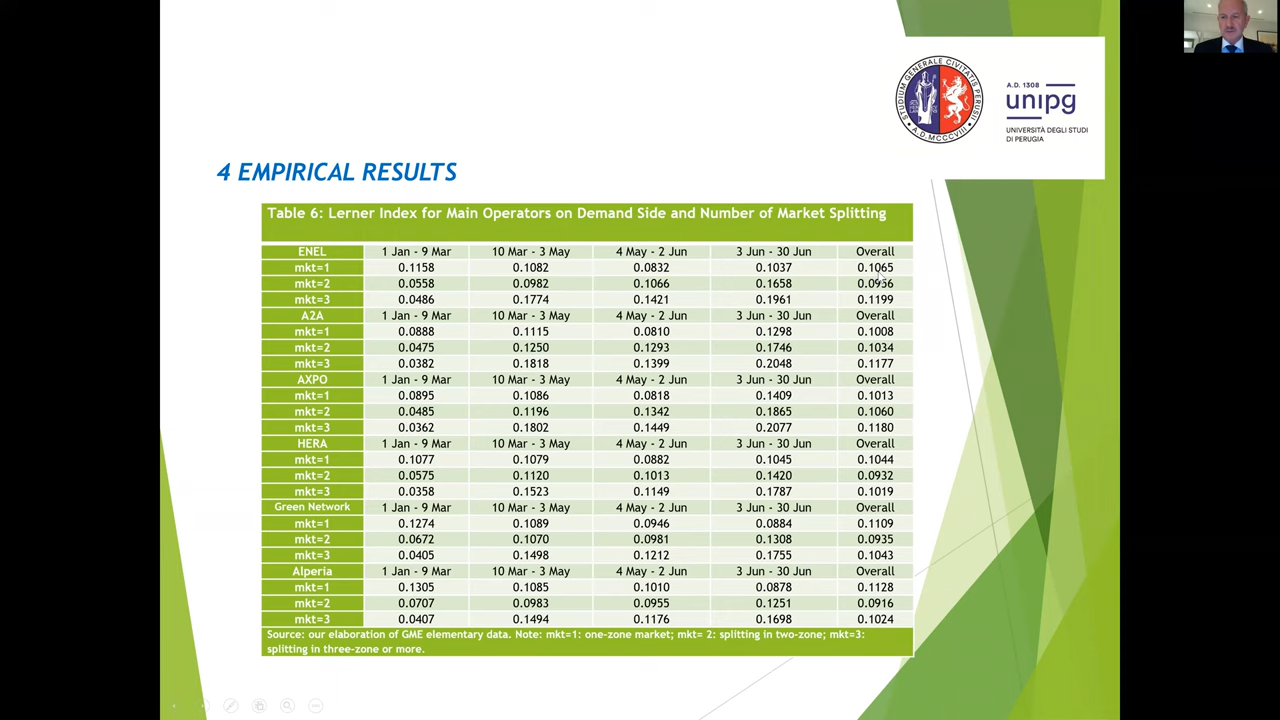 STUDIUM GENERALE CIVITATIS PERUSII
A.D. MCCCVIII
A.D. 1308
unipg
UNIVERSITÀ DEGLI STUDI
DI PERUGIA
4 EMPIRICAL RESULTS
Table 6: Lerner Index for Main Operators on Demand Side and Number of Market Splitting
ENEL 1 Jan - 9 Mar 10 Mar - 3 May 4 May - 2 Jun 3 Jun - 30 Jun Overall
mkt=1 0.1158 0.1082 0.0832 0.1037 0.1065
mkt=2 0.0558 0.0982 0.1066 0.1658 0.0936
mkt=3 0.0486 0.1774 0.1421 0.1961 0.1199
A2A 1 Jan - 9 Mar 10 Mar - 3 May 4 May - 2 Jun 3 Jun - 30 Jun Overall
mkt=1 0.0888 0.1115 0.0810 0.1298 0.1008
mkt=2 0.0475 0.1250 0.1293 0.1746 0.1034
mkt=3 0.0382 0.1818 0.1399 0.2048 0.1177
AXPO 1 Jan - 9 Mar 10 Mar - 3 May 4 May - 2 Jun 3 Jun - 30 Jun Overall
mkt=1 0.0895 0.1086 0.0818 0.1409 0.1013
mkt=2 0.0485 0.1196 0.1342 0.1865 0.1060
mkt=3 0.0362 0.1802 0.1449 0.2077 0.1180
HERA 1 Jan - 9 Mar 10 Mar - 3 May 4 May - 2 Jun 3 Jun - 30 Jun Overall
mkt=1 0.1077 0.1079 0.0882 0.1045 0.1044
mkt=2 0.0575 0.1120 0.1013 0.1420 0.0932
mkt=3 0.0358 0.1523 0.1149 0.1787 0.1019
Green Network 1 Jan - 9 Mar 10 Mar - 3 May 4 May - 2 Jun 3 Jun - 30 Jun Overall
mkt=1 0.1274 0.1089 0.0946 0.0884 0.1109
mkt=2 0.0672 0.1070 0.0981 0.1308 0.0935
mkt=3 0.0405 0.1498 0.1212 0.1755 0.1043
Alperia 1 Jan - 9 Mar 10 Mar - 3 May 4 May - 2 Jun 3 Jun - 30 Jun Overall
mkt=1 0.1305 0.1085 0.1010 0.0878 0.1128
mkt=2 0.0707 0.0983 0.0955 0.1251 0.0916
mkt=3 0.0407 0.1494 0.1176 0.1698 0.1024
Source: our elaboration of GME elementary data. Note: mkt=1: one-zone market; mkt= 2: splitting in two-zone; mkt=3:
splitting in three-zone or more.